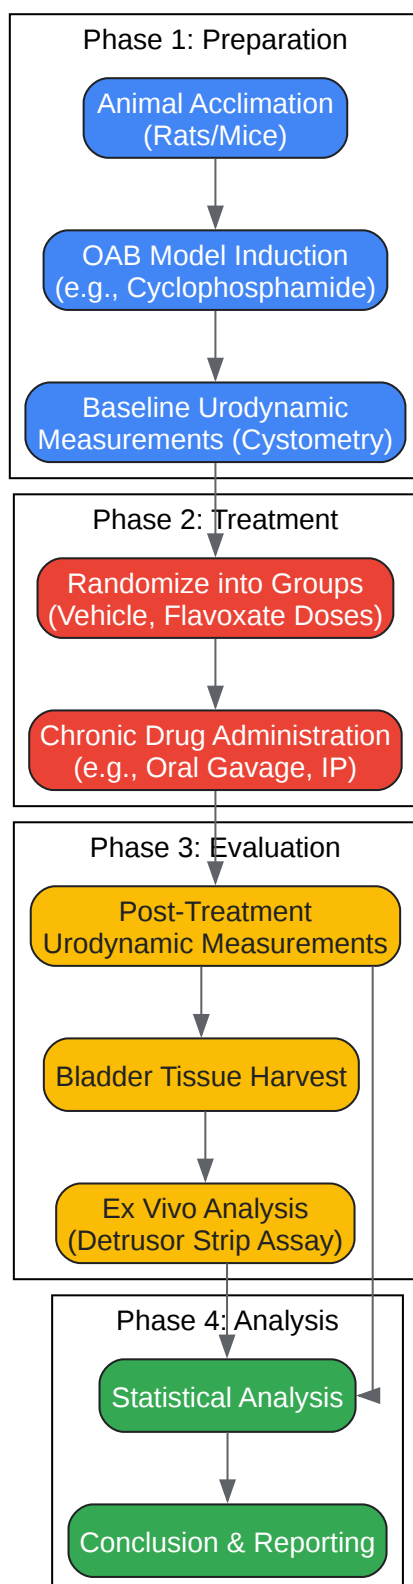 Phase 1: Preparation
Animal Acclimation
(Rats/Mice)
OAB Model Induction
(e.g., Cyclophosphamide)
Baseline Urodynamic
Measurements (Cystometry)
Phase 2: Treatment
Randomize into Groups
(Vehicle, Flavoxate Doses)
Chronic Drug Administration
(e.g., Oral Gavage, IP)
Phase 3: Evaluation
Post-Treatment
Urodynamic Measurements
Bladder Tissue Harvest
Ex Vivo Analysis
(Detrusor Strip Assay)
Phase 4: Analysis
Statistical Analysis
Conclusion & Reporting